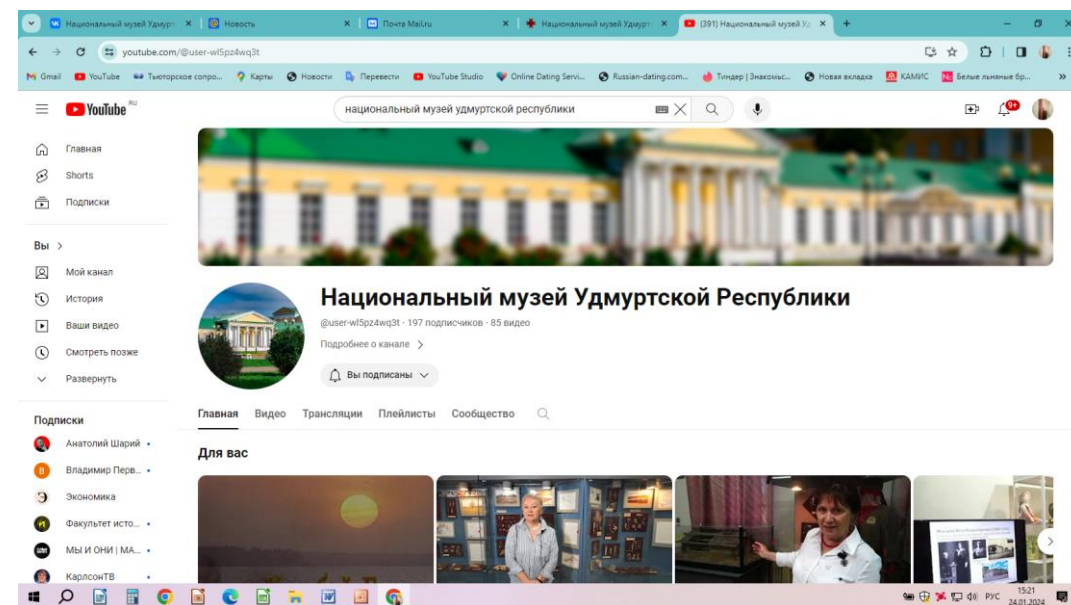 Национальный музей Удмурт
Новость
Почта Mail.ru
Национальный музей Удмурт
(391) Национальный музей Уд
youtube.com/@user-wl5pz4wq3t
Gmail YouTube Тьюторское сопро... Карты Новости Перевести YouTube Studio Online Dating Servi... Russian-dating.com... Тиндер | Знакомыс... Новая вкладка КАМИС Белые льняные бр... »
YouTube RU
национальный музей удмуртской республики
9+
Главная
Shorts
Подписки
Вы
Мой канал
История
Ваши видео
Смотреть позже
Развернуть
Подписки
Анатолий Шарий
Владимир Перв...
Экономика
Факультет исто...
МЫ И ОНИ | МА...
КарлсонТВ
Национальный музей Удмуртской Республики
@user-wl5pz4wq3t · 197 подписчиков · 85 видео
Подробнее о канале
Вы подписаны
Главная Видео Трансляции Плейлисты Сообщество
Для вас
РУС
15:21
24.01.2024